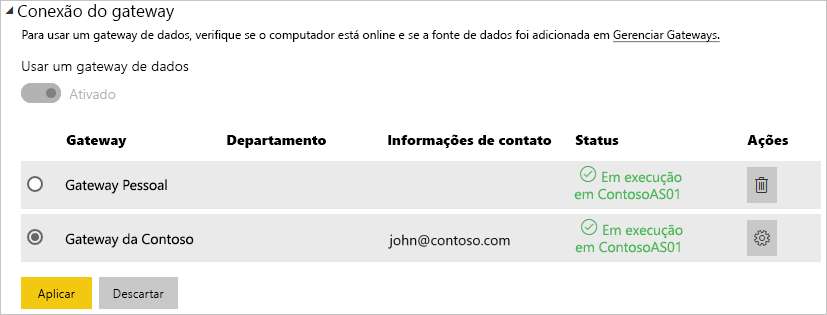 Conexão do gateway
Para usar um gateway de dados, verifique se o computador está online e se a fonte de dados foi adicionada em Gerenciar Gateways.
Usar um gateway de dados
Ativado
Gateway Departamento Informações de contato Status Ações
Gateway Pessoal Em execução
em ContosoAS01
Gateway da Contoso john@contoso.com Em execução
em ContosoAS01
Aplicar Descartar